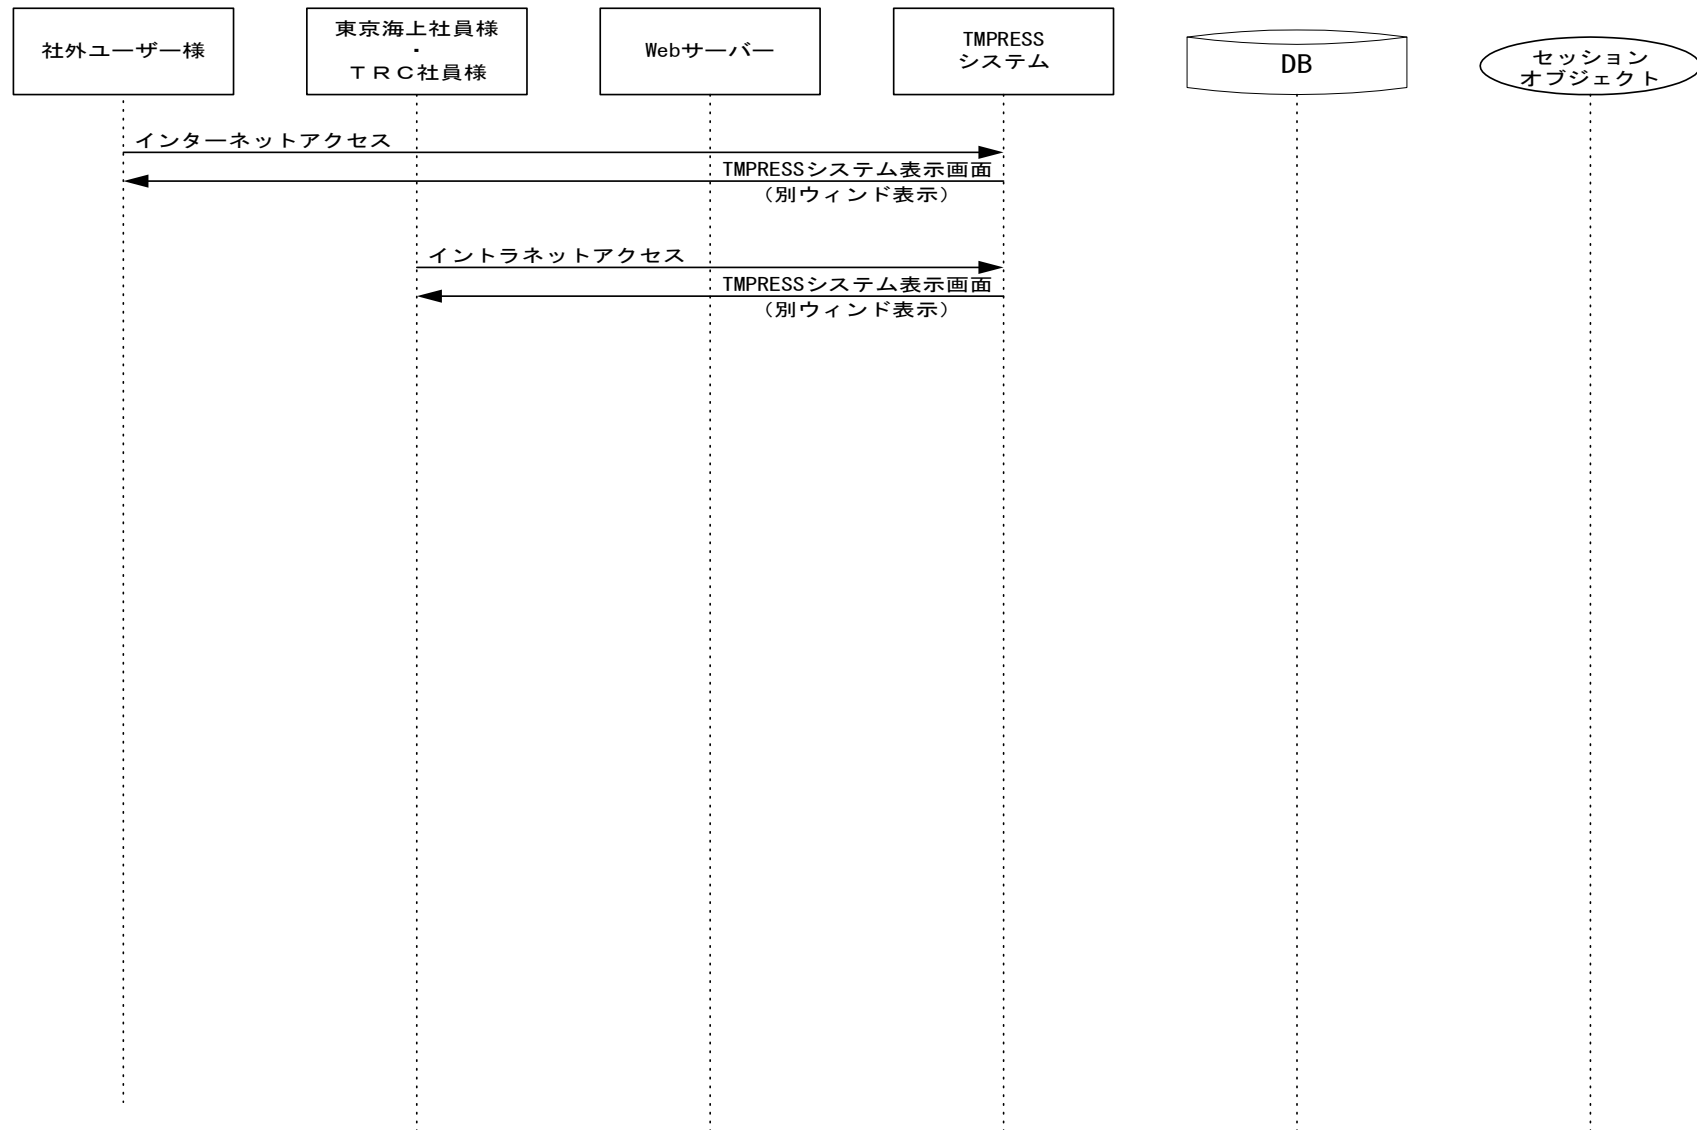 社外ユーザー様
東京海上社員様
・
ＴＲＣ社員様
Webサーバー
TMPRESS
システム
DB
セッション
オブジェクト
インターネットアクセス
TMPRESSシステム表示画面
（別ウィンド表示）
イントラネットアクセス
TMPRESSシステム表示画面
（別ウィンド表示）